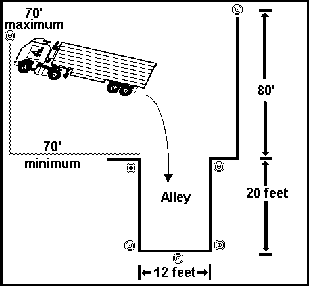 70'
maximum
80'
70'
minimum
Alley
20 feet
12 feet